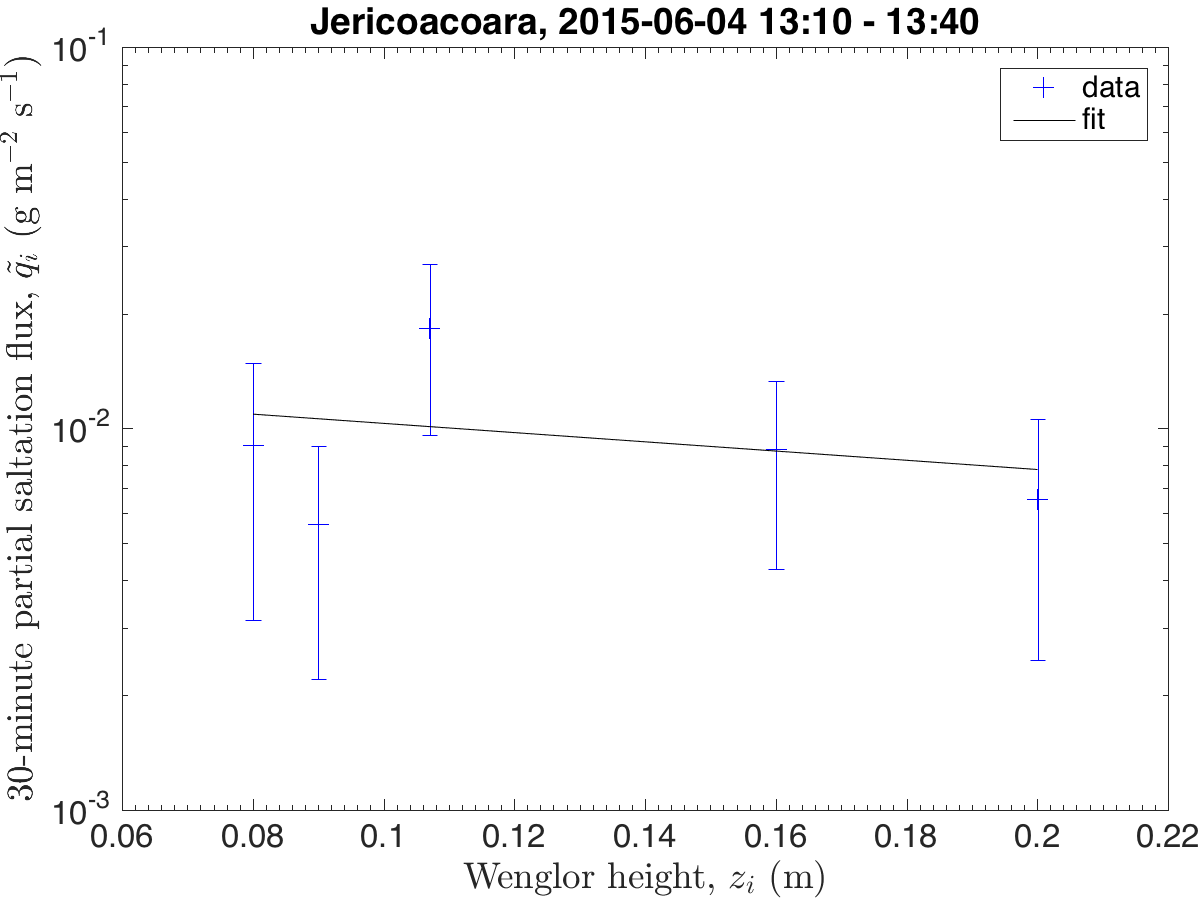 Jericoacoara, 2015-06-04 13:10 - 13:40
30-minute partial saltation flux, q̃ᵢ (g m⁻² s⁻¹)
10⁻¹
10⁻²
10⁻³
data
fit
0.06 0.08 0.1 0.12 0.14 0.16 0.18 0.2 0.22
Wenglor height, zᵢ (m)